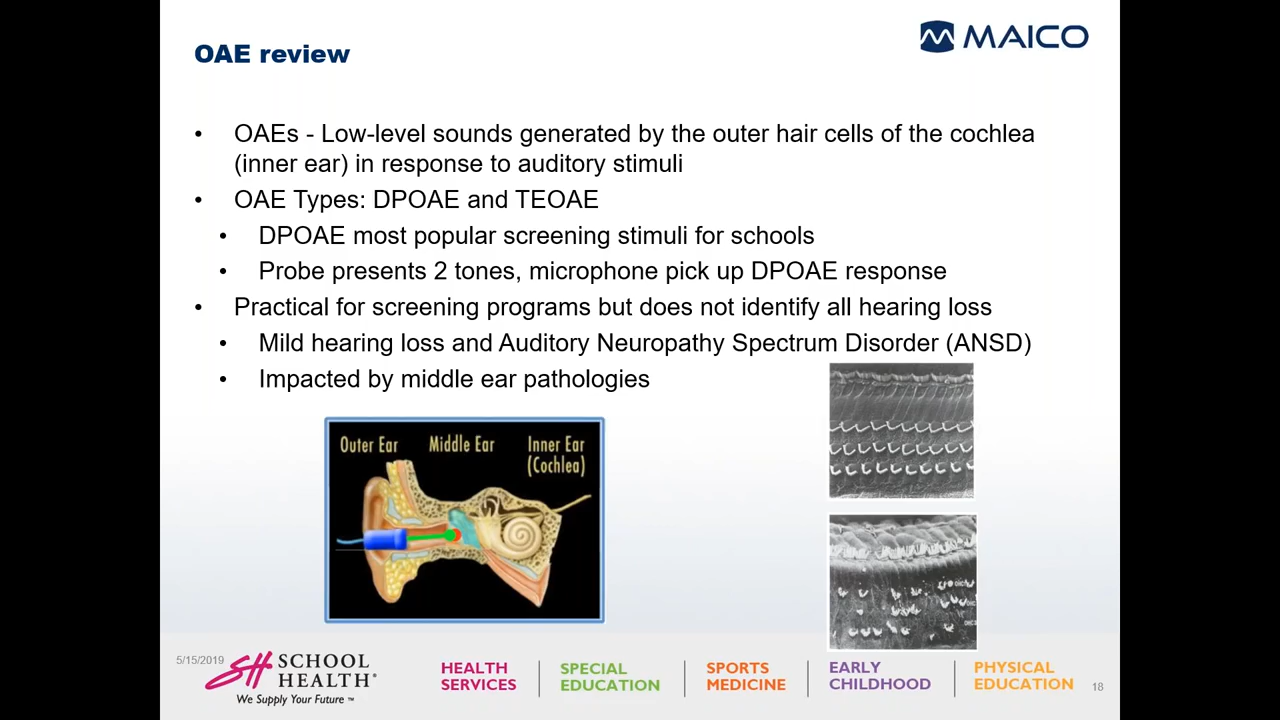 OAE review
MAICO
• OAEs - Low-level sounds generated by the outer hair cells of the cochlea
(inner ear) in response to auditory stimuli
• OAE Types: DPOAE and TEOAE
• DPOAE most popular screening stimuli for schools
• Probe presents 2 tones, microphone pick up DPOAE response
• Practical for screening programs but does not identify all hearing loss
• Mild hearing loss and Auditory Neuropathy Spectrum Disorder (ANSD)
• Impacted by middle ear pathologies
Outer Ear Middle Ear Inner Ear
(Cochlea)
5/15/2019
SH SCHOOL
HEALTH®
We Supply Your Future ™
HEALTH
SERVICES
SPECIAL
EDUCATION
SPORTS
MEDICINE
EARLY
CHILDHOOD
PHYSICAL
EDUCATION
18